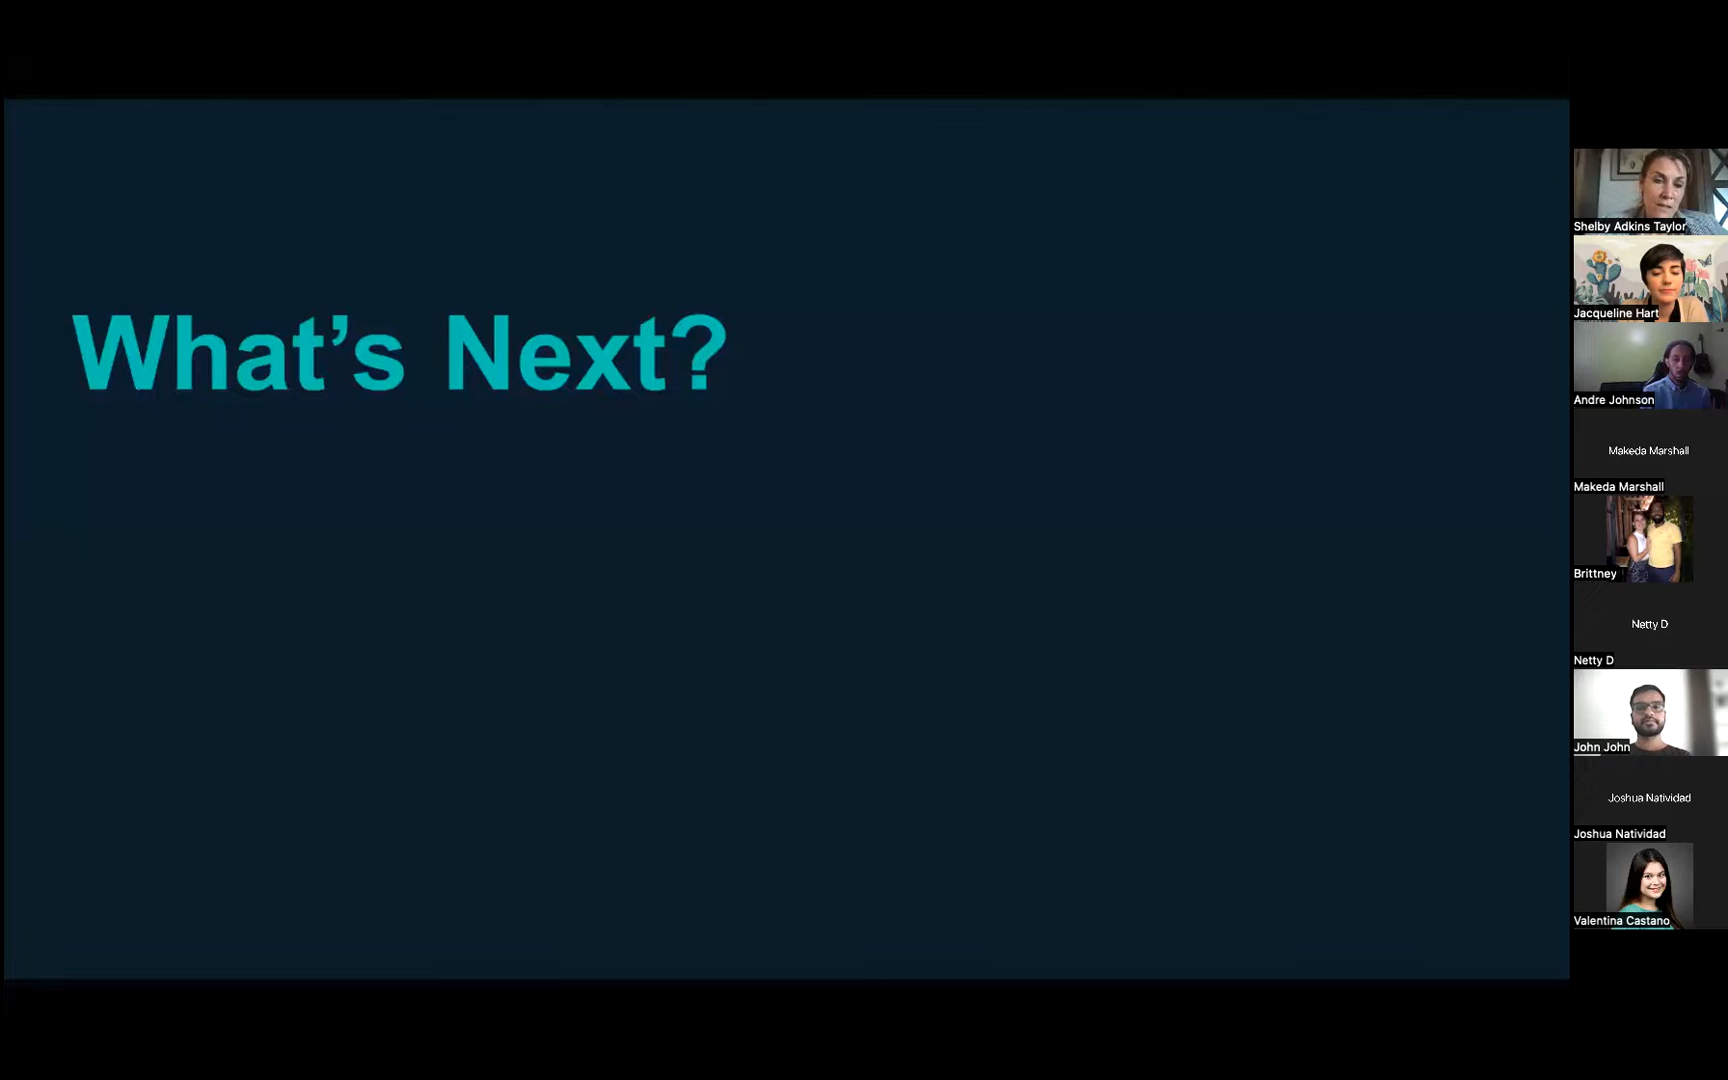 What’s Next?
Shelby Adkins Taylor
Jacqueline Hart
Andre Johnson
Makeda Marshall
Makeda Marshall
Brittney
Netty D
Netty D
John John
Joshua Natividad
Joshua Natividad
Valentina Castano